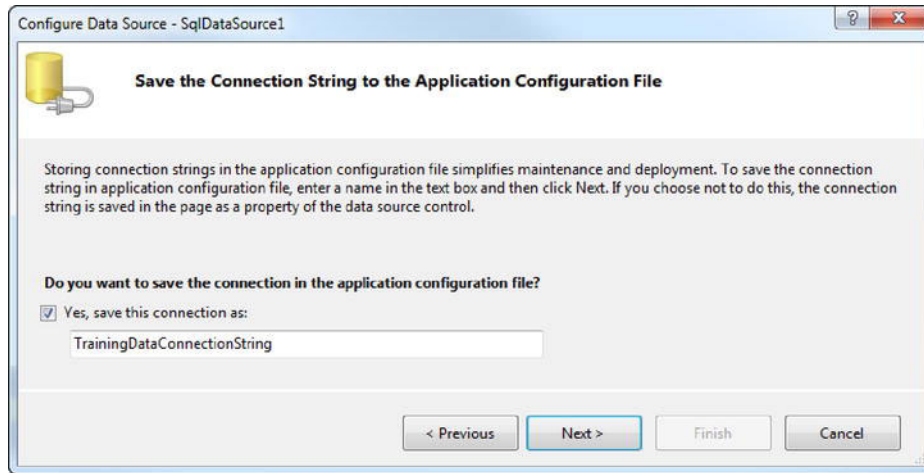 Configure Data Source - SqlDataSource1
Save the Connection String to the Application Configuration File
Storing connection strings in the application configuration file simplifies maintenance and deployment. To save the connection
string in application configuration file, enter a name in the text box and then click Next. If you choose not to do this, the connection
string is saved in the page as a property of the data source control.
Do you want to save the connection in the application configuration file?
Yes, save this connection as:
TrainingDataConnectionString
< Previous
Next >
Finish
Cancel